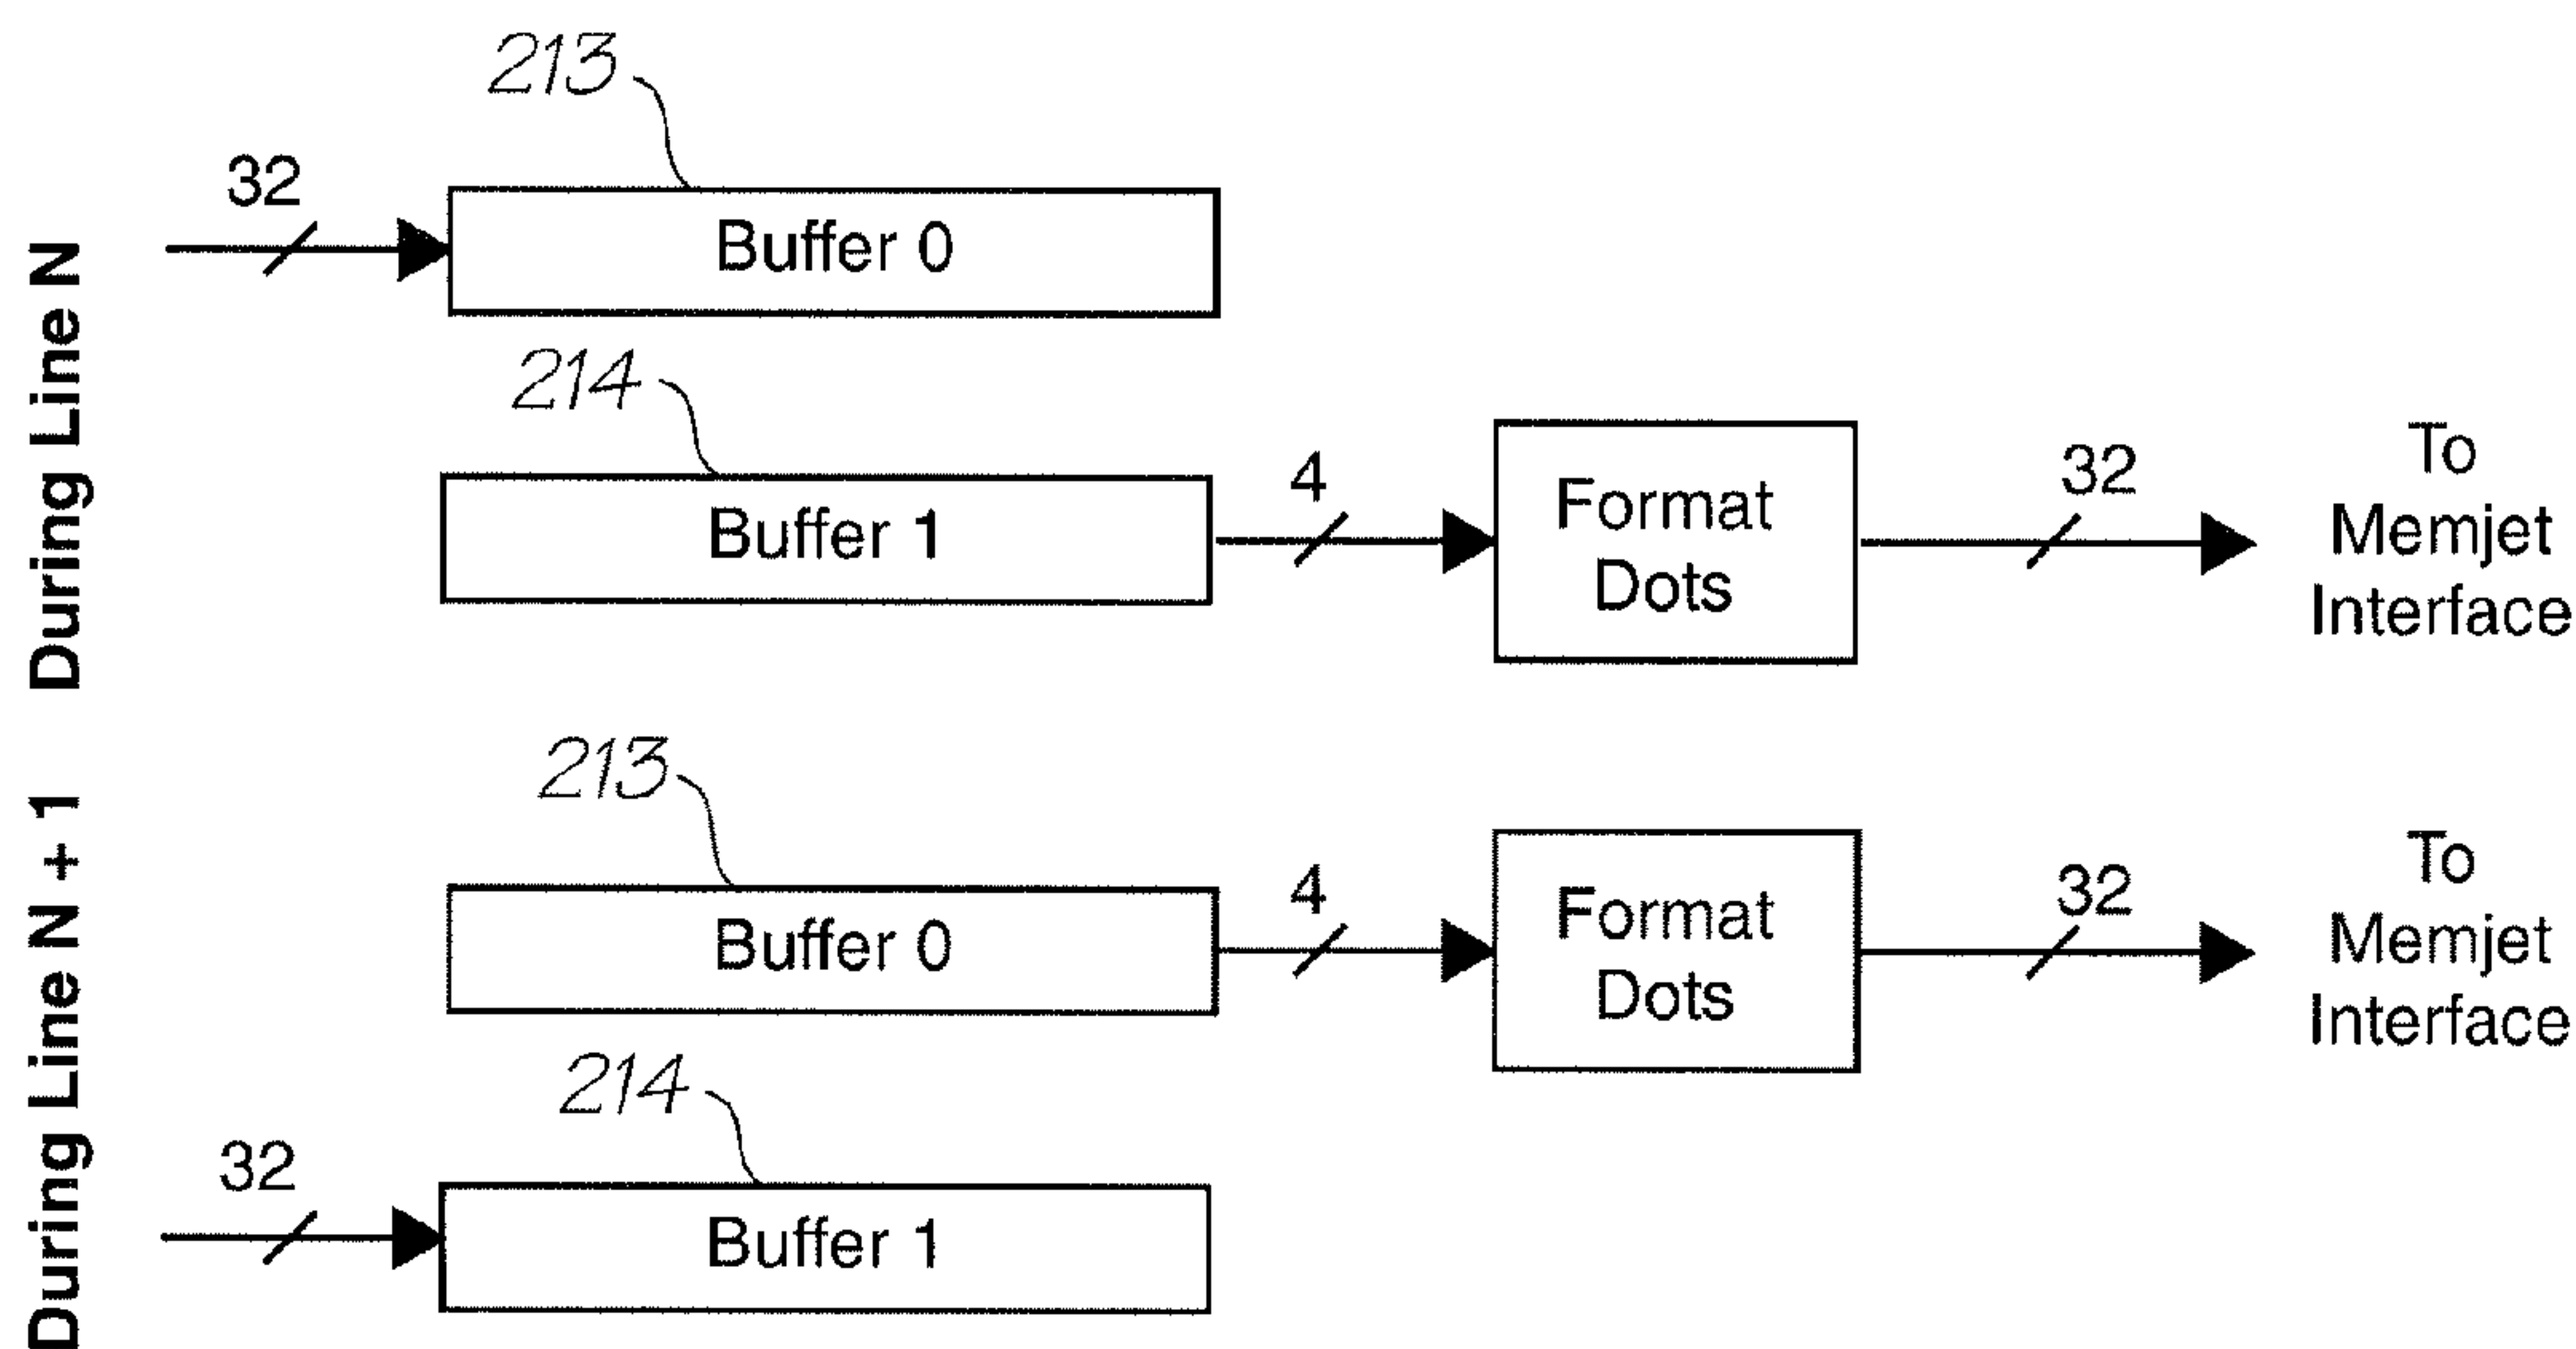 During Line N
213
32
Buffer 0
214
Buffer 1
4
Format
Dots
32
To
Memjet
Interface
During Line N + 1
213
Buffer 0
4
Format
Dots
32
To
Memjet
Interface
214
32
Buffer 1